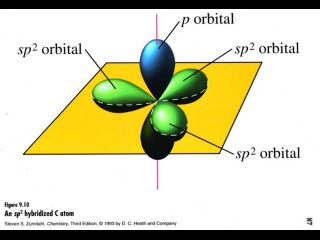 p orbital
sp² orbital
sp² orbital
sp² orbital
Figure 9.10
An sp² hybridized C atom
Steven S. Zumdahl, Chemistry, Third Edition, © 1993 by D. C. Heath and Company